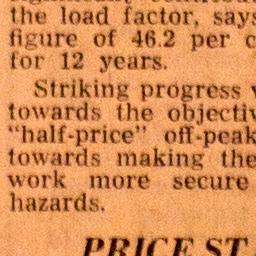 the load factor, says
figure of 46.2 per c
for 12 years.
Striking progress
towards the objectiv
"half-price" off-peak
towards making the
work more secure
hazards.
PRICE ST